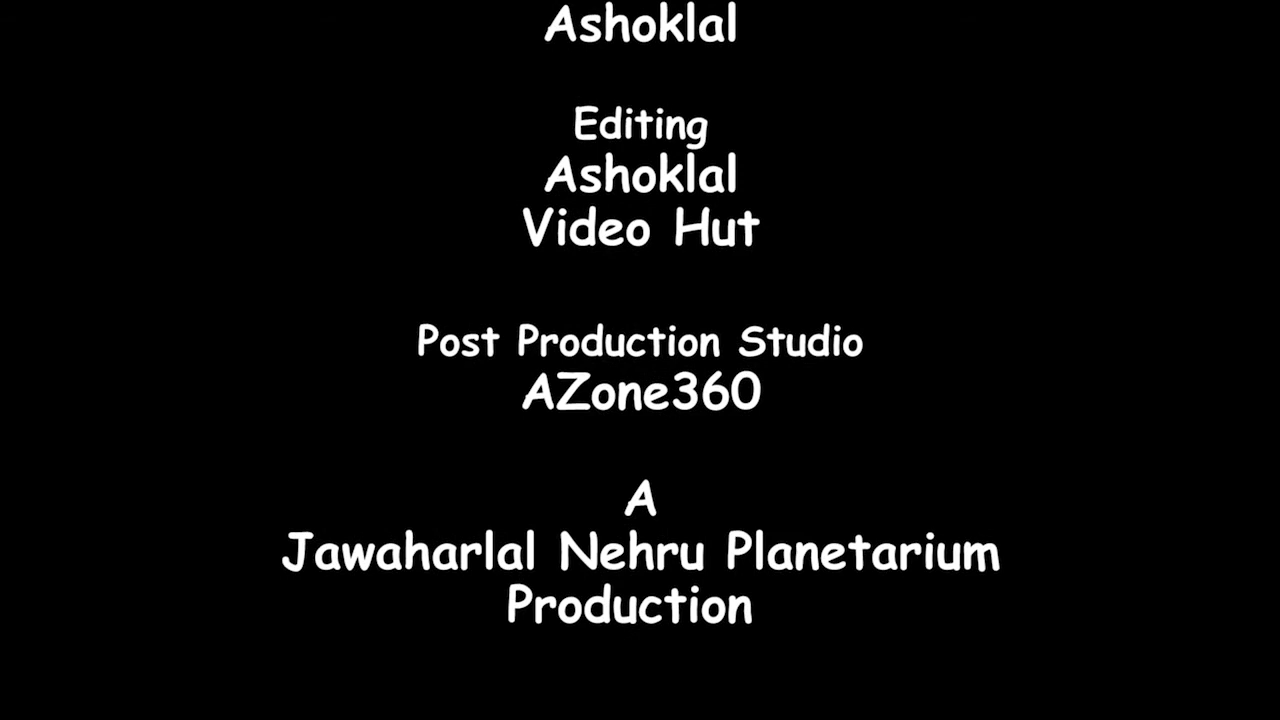 Ashoklal
Editing
Ashoklal
Video Hut
Post Production Studio
AZone360
A
Jawaharlal Nehru Planetarium
Production